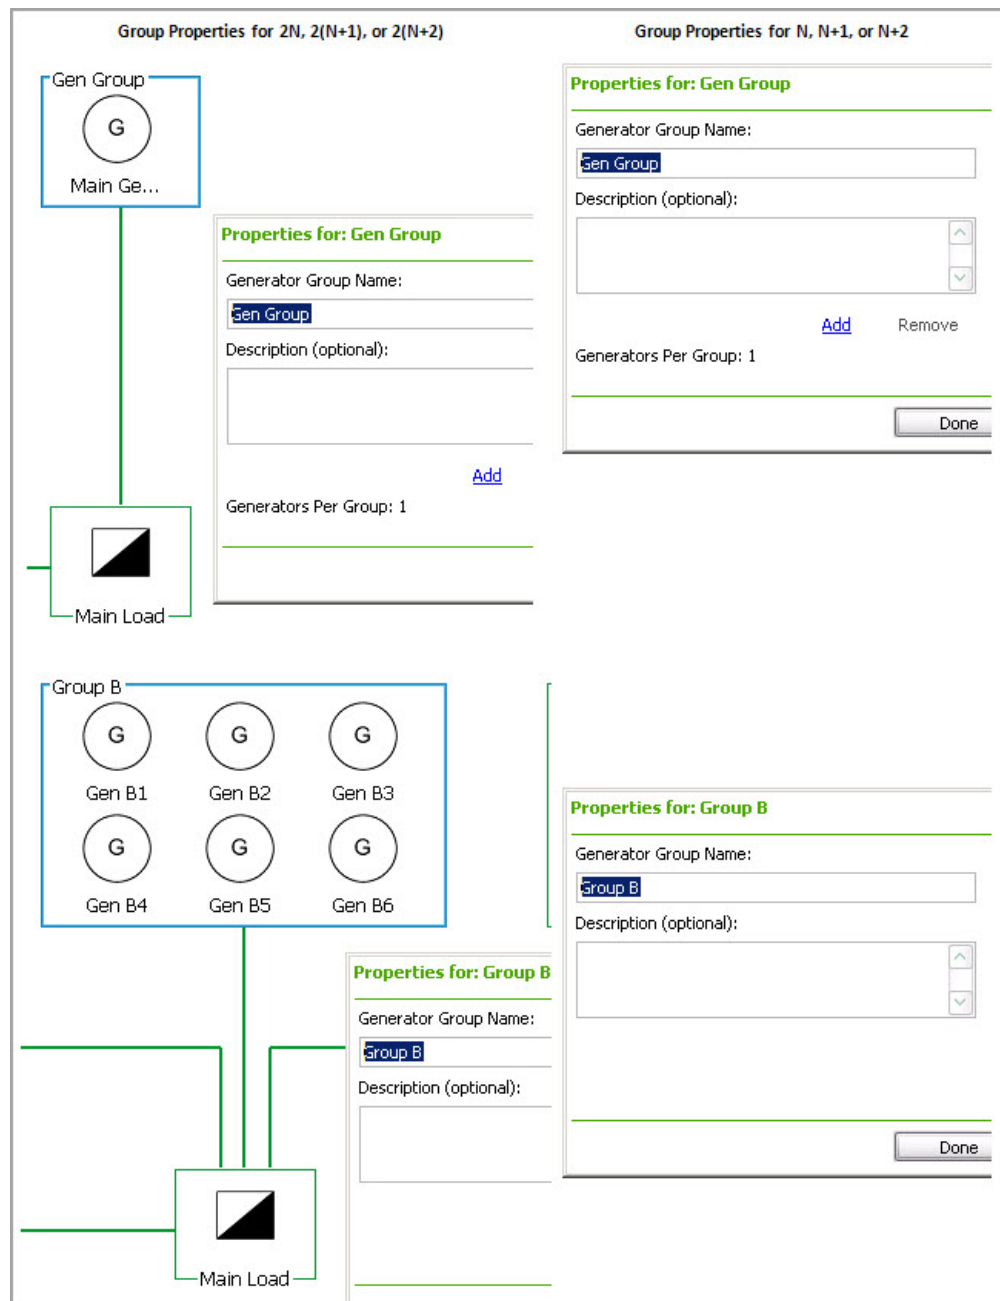 Group Properties for 2N, 2(N+1), or 2(N+2)
Group Properties for N, N+1, or N+2
Gen Group
G
Main Ge...
Properties for: Gen Group
Generator Group Name:
Gen Group
Description (optional):
Add
Generators Per Group: 1
Main Load
Properties for: Gen Group
Generator Group Name:
Gen Group
Description (optional):
Add Remove
Generators Per Group: 1
Done
Group B
G G G
Gen B1 Gen B2 Gen B3
G G G
Gen B4 Gen B5 Gen B6
Properties for: Group B
Generator Group Name:
Group B
Description (optional):
Main Load
Properties for: Group B
Generator Group Name:
Group B
Description (optional):
Done